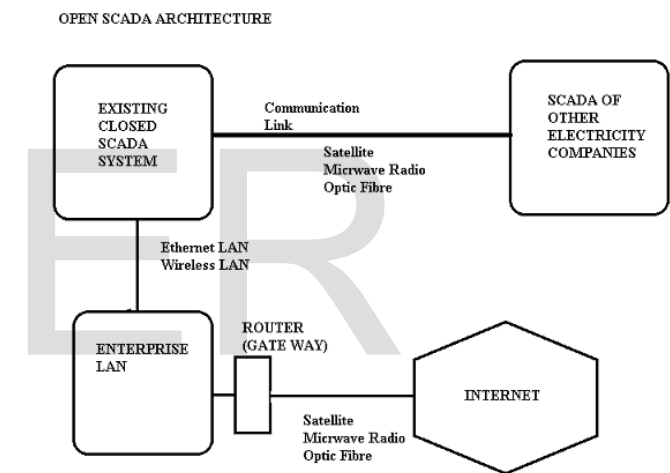 OPEN SCADA ARCHITECTURE
EXISTING
CLOSED
SCADA
SYSTEM
Communication
Link
Satellite
Micrwave Radio
Optic Fibre
SCADA OF
OTHER
ELECTRICITY
COMPANIES
Ethernet LAN
Wireless LAN
ENTERPRISE
LAN
ROUTER
(GATE WAY)
Satellite
Micrwave Radio
Optic Fibre
INTERNET
ER